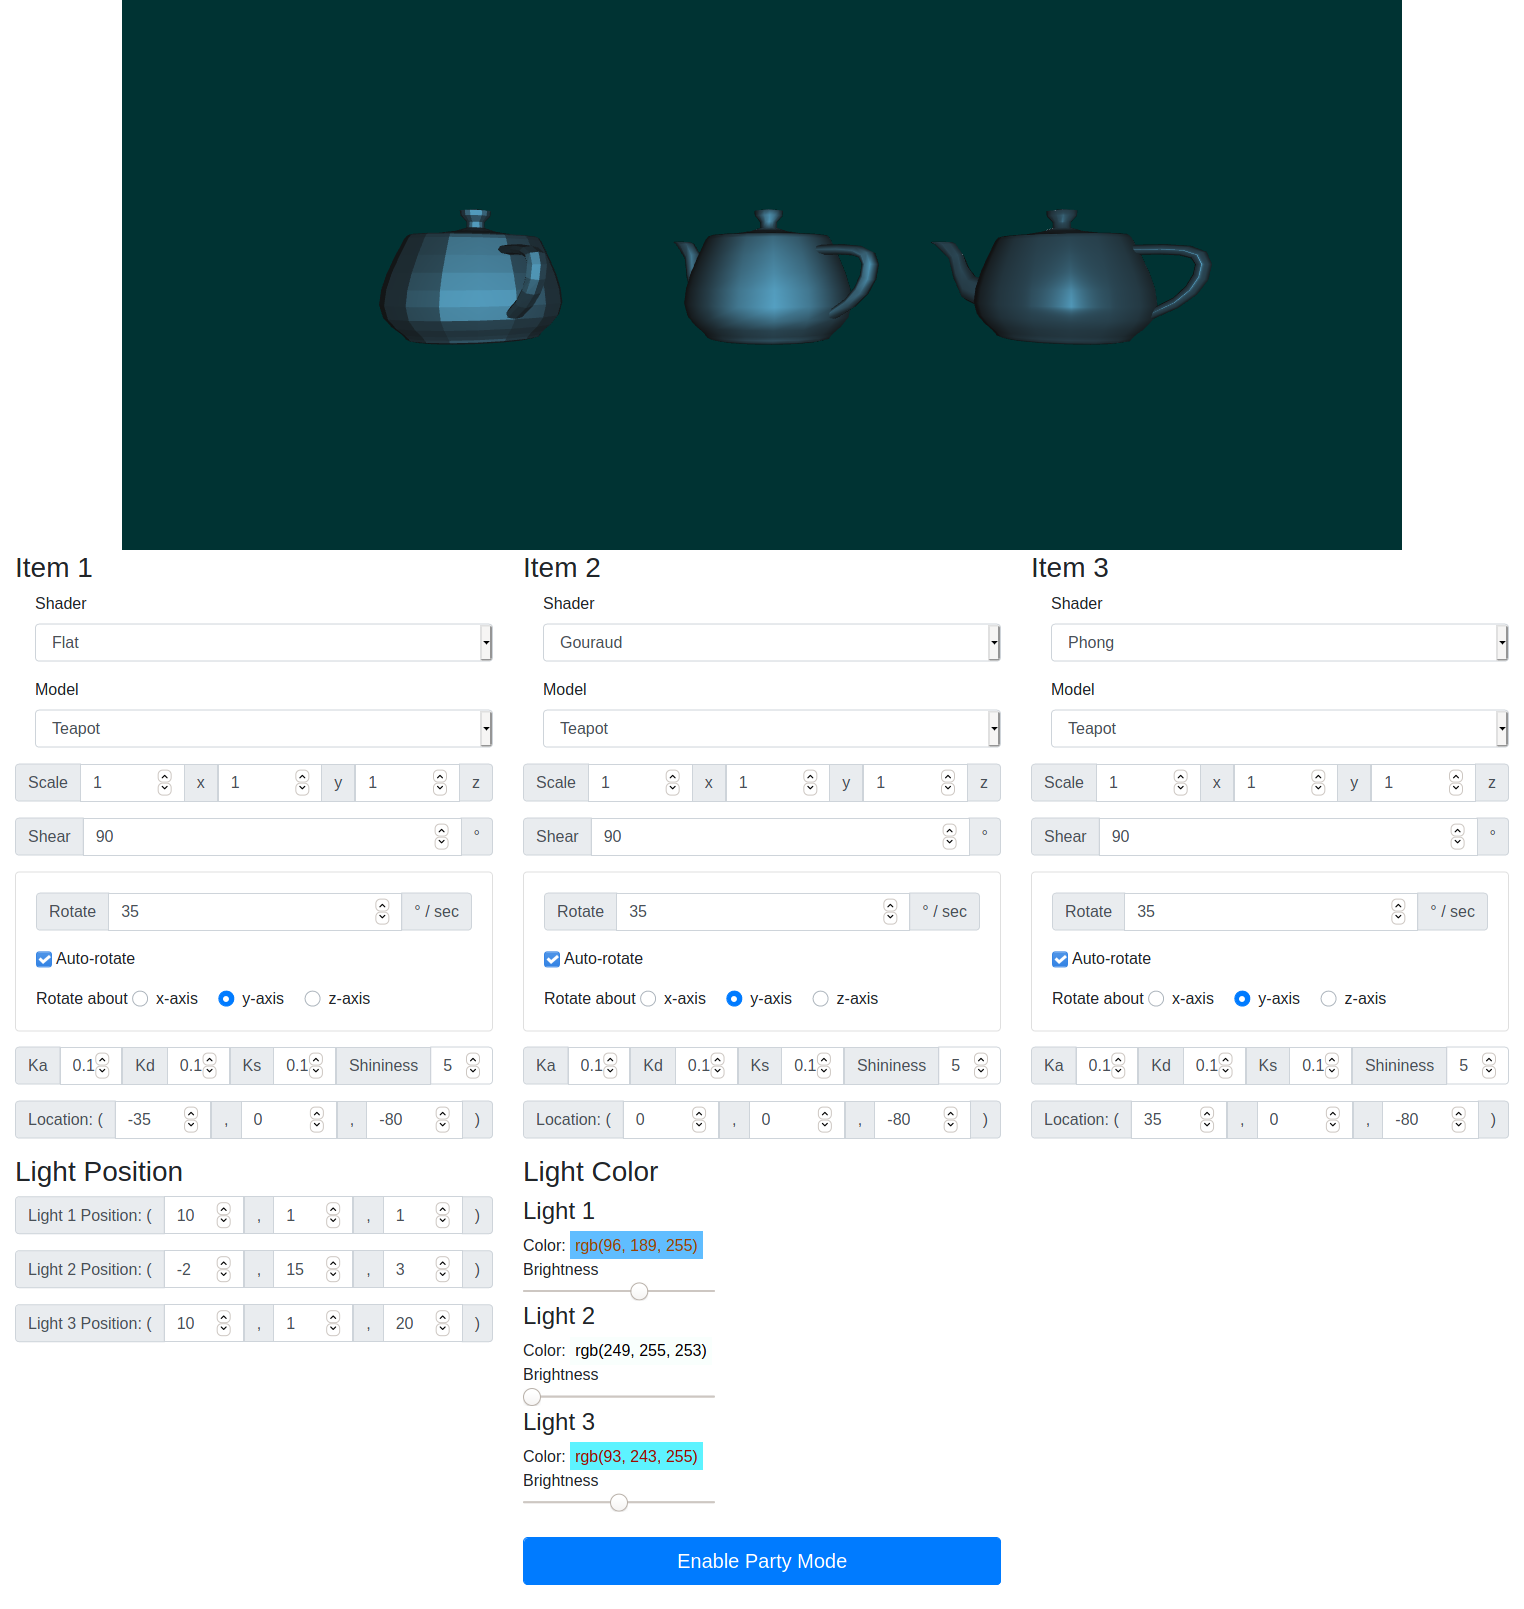 Item 1
Shader
Flat
Model
Teapot
Scale 1 x 1 y 1 z
Shear 90 °
Rotate 35 ° / sec
Auto-rotate
Rotate about x-axis y-axis z-axis
Ka 0.1 Kd 0.1 Ks 0.1 Shininess 5
Location: ( -35 , 0 , -80 )
Item 2
Shader
Gouraud
Model
Teapot
Scale 1 x 1 y 1 z
Shear 90 °
Rotate 35 ° / sec
Auto-rotate
Rotate about x-axis y-axis z-axis
Ka 0.1 Kd 0.1 Ks 0.1 Shininess 5
Location: ( 0 , 0 , -80 )
Item 3
Shader
Phong
Model
Teapot
Scale 1 x 1 y 1 z
Shear 90 °
Rotate 35 ° / sec
Auto-rotate
Rotate about x-axis y-axis z-axis
Ka 0.1 Kd 0.1 Ks 0.1 Shininess 5
Location: ( 35 , 0 , -80 )
Light Position
Light 1 Position: ( 10 , 1 , 1 )
Light 2 Position: ( -2 , 15 , 3 )
Light 3 Position: ( 10 , 1 , 20 )
Light Color
Light 1
Color: rgb(96, 189, 255)
Brightness
Light 2
Color: rgb(249, 255, 253)
Brightness
Light 3
Color: rgb(93, 243, 255)
Brightness
Enable Party Mode